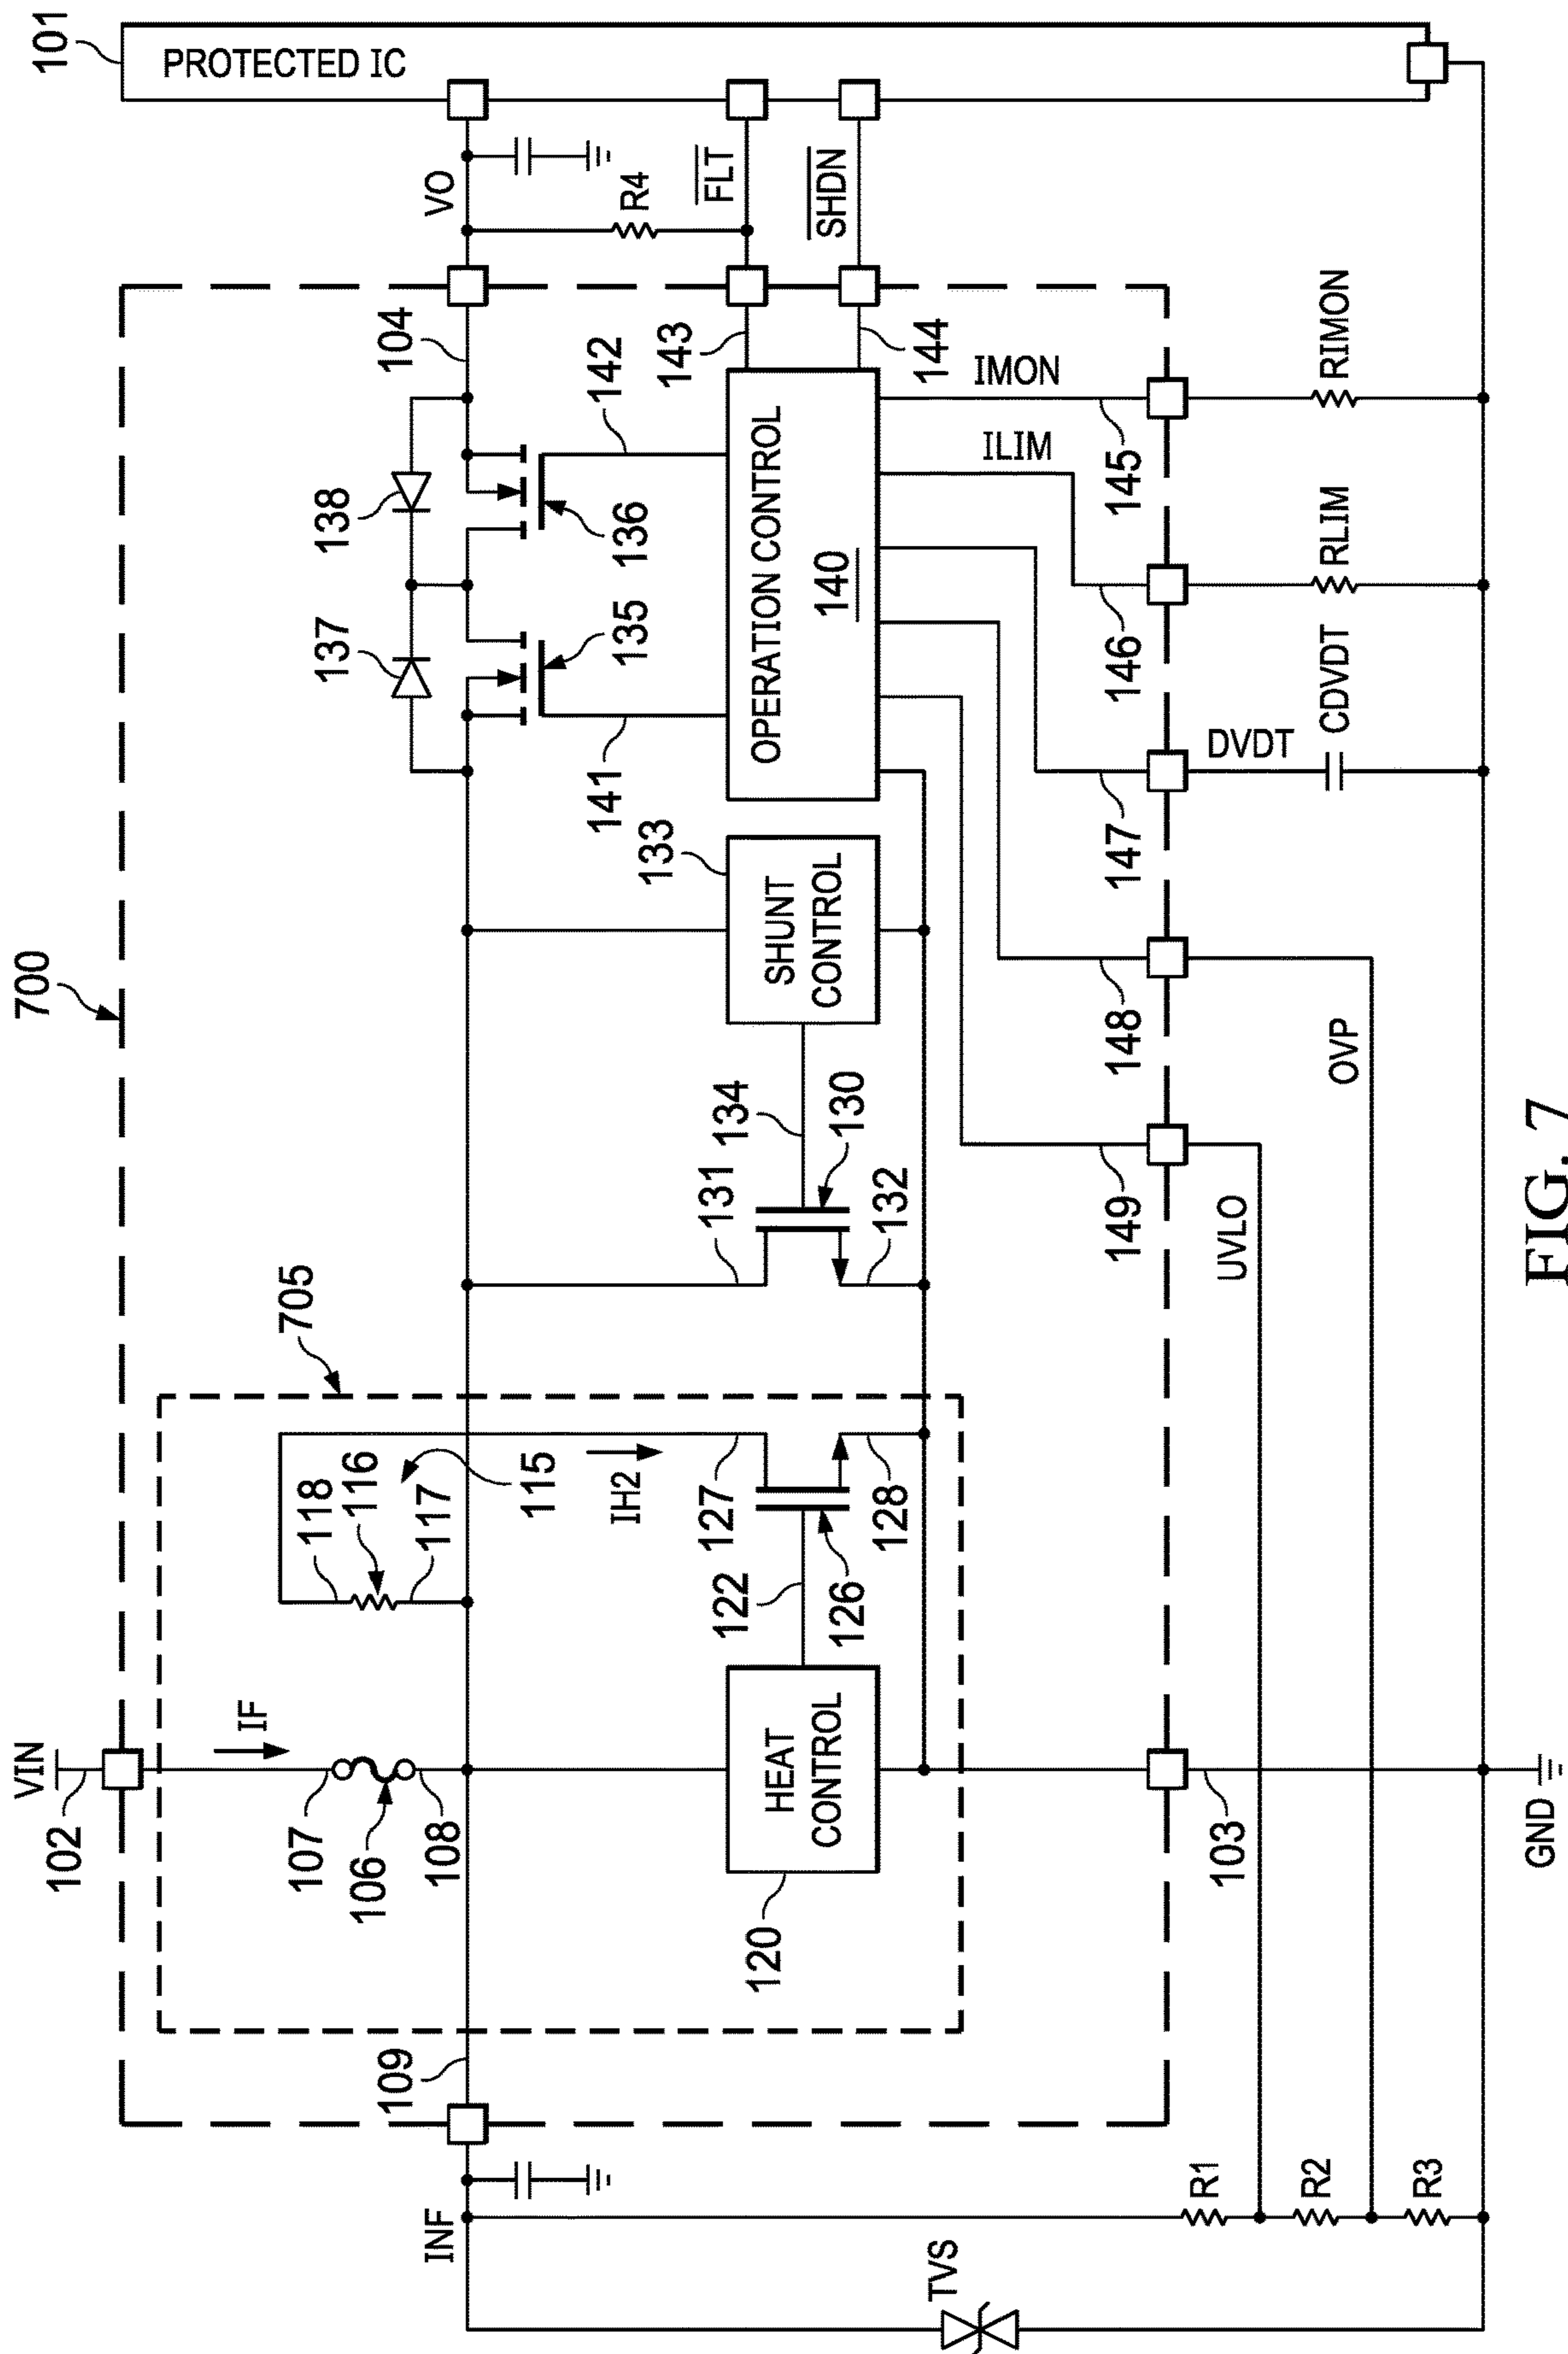 700
101
PROTECTED IC
VIN
102
IF
107
106
108
118
116
117
115
705
IH2
127
122
126
128
HEAT
CONTROL
120
109
INF
131
134
130
132
133
SHUNT
CONTROL
137
138
104
135
136
141
142
OPERATION CONTROL
140
143
144
VO
R4
FLT
SHDN
IMON
ILIM
145
146
147
148
149
103
RIMON
RLIM
DVDT
CDVDT
OVP
UVLO
R1
R2
R3
TVS
GND
FIG. 7